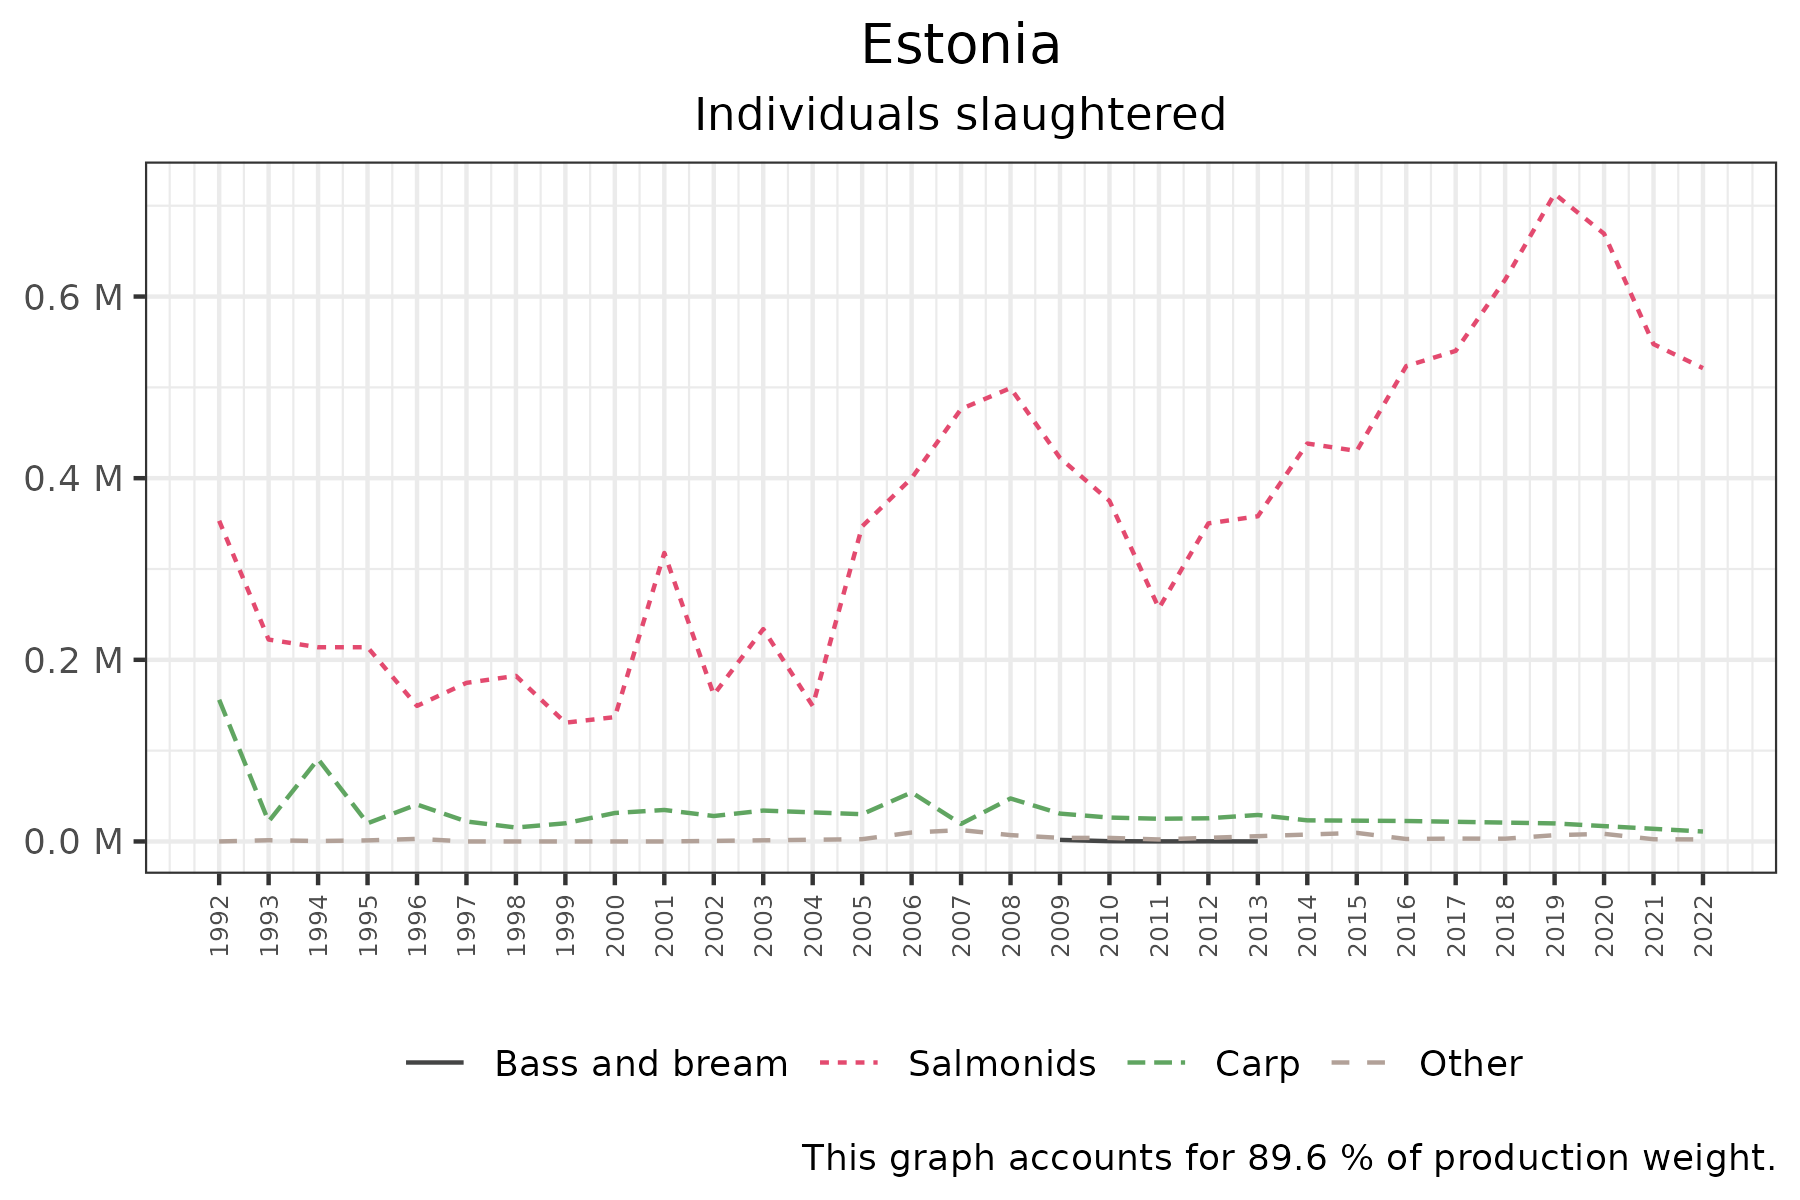 Estonia
Individuals slaughtered
0.6 M
0.4 M
0.2 M
0.0 M
1992 1993 1994 1995 1996 1997 1998 1999 2000 2001 2002 2003 2004 2005 2006 2007 2008 2009 2010 2011 2012 2013 2014 2015 2016 2017 2018 2019 2020 2021 2022
Bass and bream Salmonids Carp Other
This graph accounts for 89.6 % of production weight.